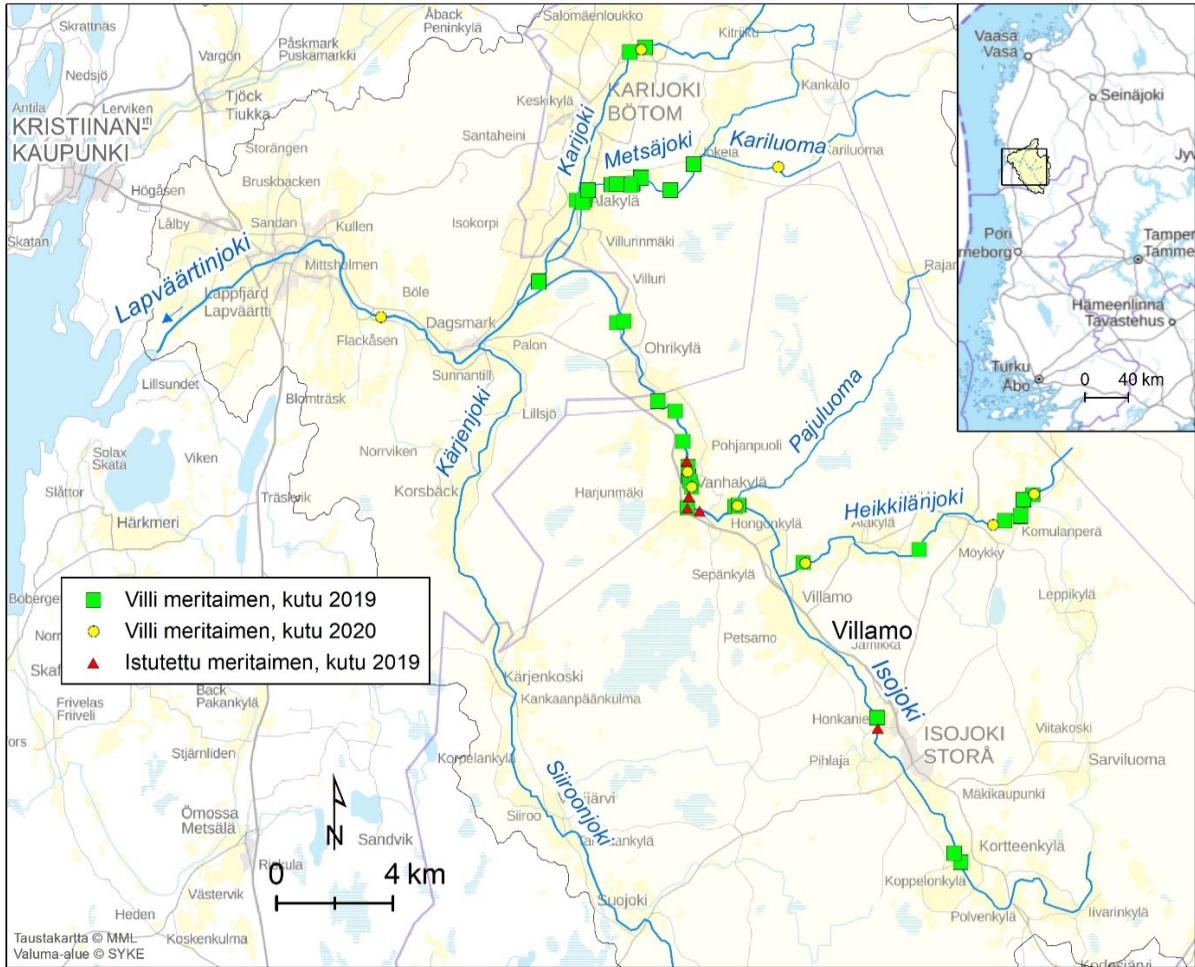 Skrattnäs
Åback
Peninkylä
Salomäenloukko
Kitriku
Vargön
Påskmark
Puskamarkki
Nedsjö
Antila
Lerviken
Tjöck
Tiukka
Keskikylä
KARIJOKI
BÖTOM
Kankalo
KRISTIINAN-
KAUPUNKI
Santaheini
Karijoki
Metsäjoki
Kariluoma
Kariluoma
Storängen
Högåsen
Bruskbacken
Lålby
Sandan
Kullen
Isokorpi
Alakylä
Skatan
Villurinmäki
Mittsholmen
Lapväärtinjoki
Lappfjärd
Lapväärtti
Böle
Villuri
Rajan
Flackåsen
Dagsmark
Palon
Ohrikylä
Lillsundet
Sunnantill
Blomträsk
Lillsjö
Kärjenjoki
Pajuluoma
Solax
Skata
Viken
Norrviken
Pohjanpuoli
Slåttor
Träskvik
Korsbäck
Harjunmäki
Vanhakylä
Härkmeri
Hongonkylä
Heikkilänjoki
Alakylä
Komulanperä
Möykky
Sepänkylä
Villamo
Leppikylä
Petsamo
Villamo
Villi meritaimen, kutu 2019
Villi meritaimen, kutu 2020
Istutettu meritaimen, kutu 2019
Kärjenkoski
Kankaanpäänkulma
Isojoki
Back
Pakankylä
Frivelas
Friiveli
Viitakoski
ISOJOKI
STORÅ
Sarviluoma
Pihlaja
Stjärnliden
Korpelankylä
Siiroonjoki
Mäkikaupunki
Siiroo
Ömossa
Metsälä
N
Sandvik
0 4 km
Kortteenkylä
Koppelonkylä
Suojoki
Polvenkylä
Iivarinkylä
Västervik
Heden
Koskenkulma
Taustakartta © MML
Valuma-alue © SYKE
Vaasa
Vasa
Seinäjoki
Jyv
Pori
rneborg
Tamper
Tamme
Hämeenlinna
Tavastehus
Turku
Åbo
0 40 km